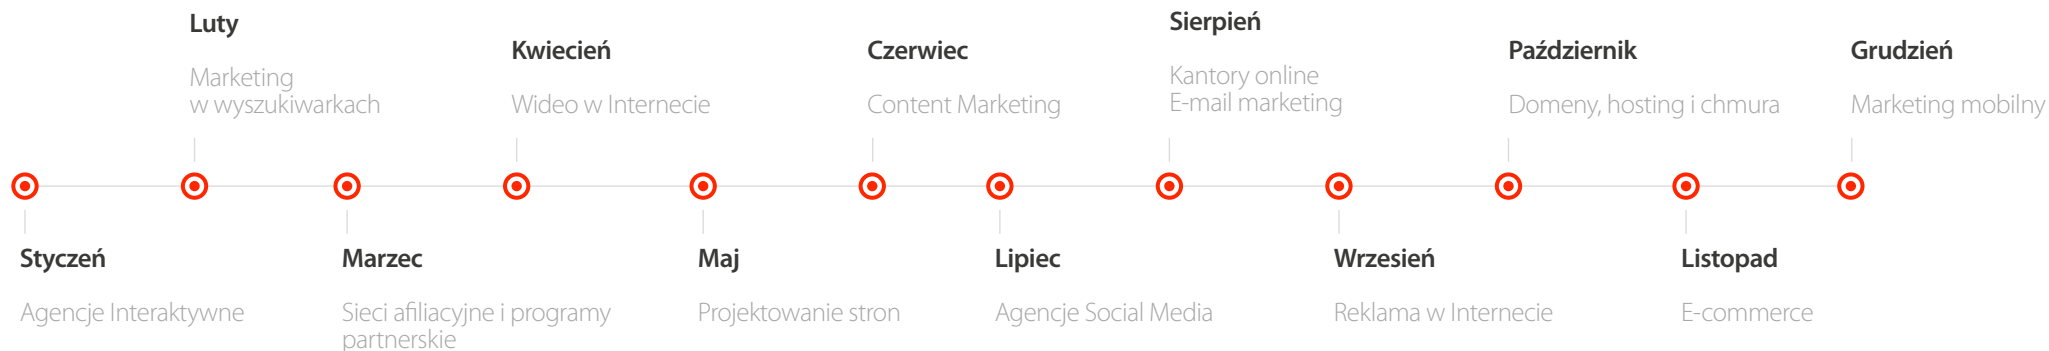 Luty
Marketing
w wyszukiwarkach
Kwiecień
Wideo w Internecie
Czerwiec
Content Marketing
Sierpień
Kantory online
E-mail marketing
Październik
Domeny, hosting i chmura
Grudzień
Marketing mobilny
Styczeń
Agencje Interaktywne
Marzec
Sieci afiliacyjne i programy
partnerskie
Maj
Projektowanie stron
Lipiec
Agencje Social Media
Wrzesień
Reklama w Internecie
Listopad
E-commerce